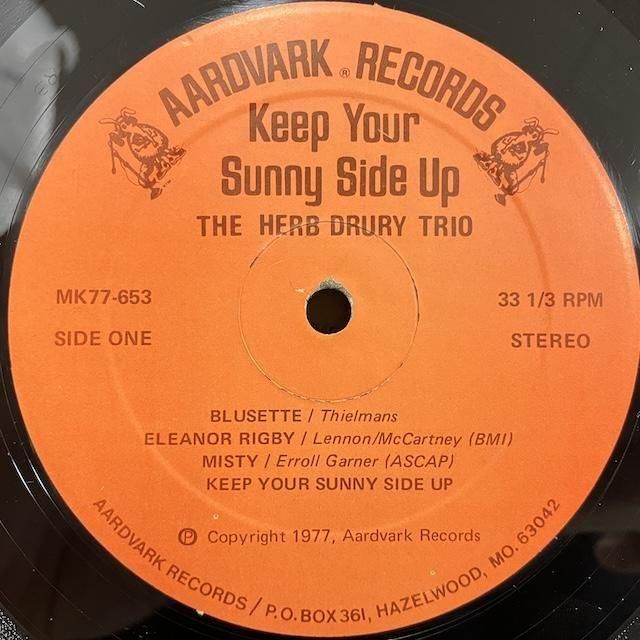 AARDVARK ® RECORDS
Keep Your
Sunny Side Up
THE HERB DRURY TRIO
MK77-653
33 1/3 RPM
SIDE ONE
STEREO
BLUSETTE / Thielmans
ELEANOR RIGBY / Lennon/McCartney (BMI)
MISTY / Erroll Garner (ASCAP)
KEEP YOUR SUNNY SIDE UP
Ⓟ Copyright 1977, Aardvark Records
AARDVARK RECORDS / P.O. BOX 361, HAZELWOOD, MO. 63042